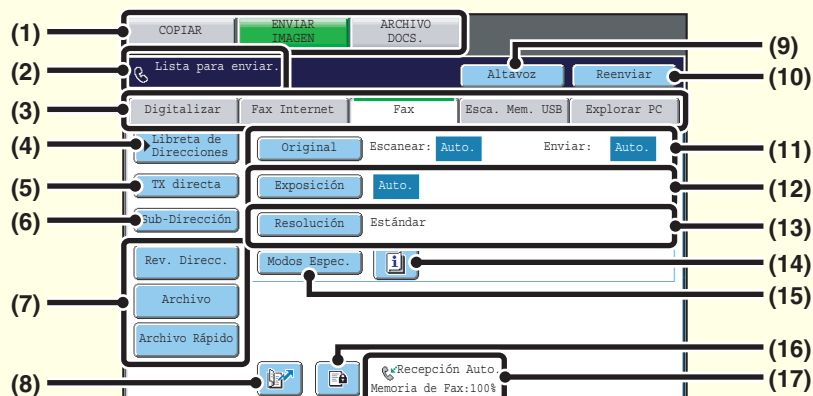 COPIAR
ENVIAR
IMAGEN
ARCHIVO
DOCS.
(1)
(2)
Lista para enviar.
Altavoz
Reenviar
(9)
(10)
(3)
Digitalizar
Fax Internet
Fax
Esca. Mem. USB
Explorar PC
(4)
Libreta de
Direcciones
Original
Escanear:
Auto.
Enviar:
Auto.
(11)
(5)
TX directa
Exposición
Auto.
(12)
(6)
Sub-Dirección
Resolución
Estándar
(13)
(7)
Rev. Direcc.
Modos Espec.
(14)
(15)
Archivo
Archivo Rápido
(8)
(16)
Recepción Auto.
Memoria de Fax:100%
(17)